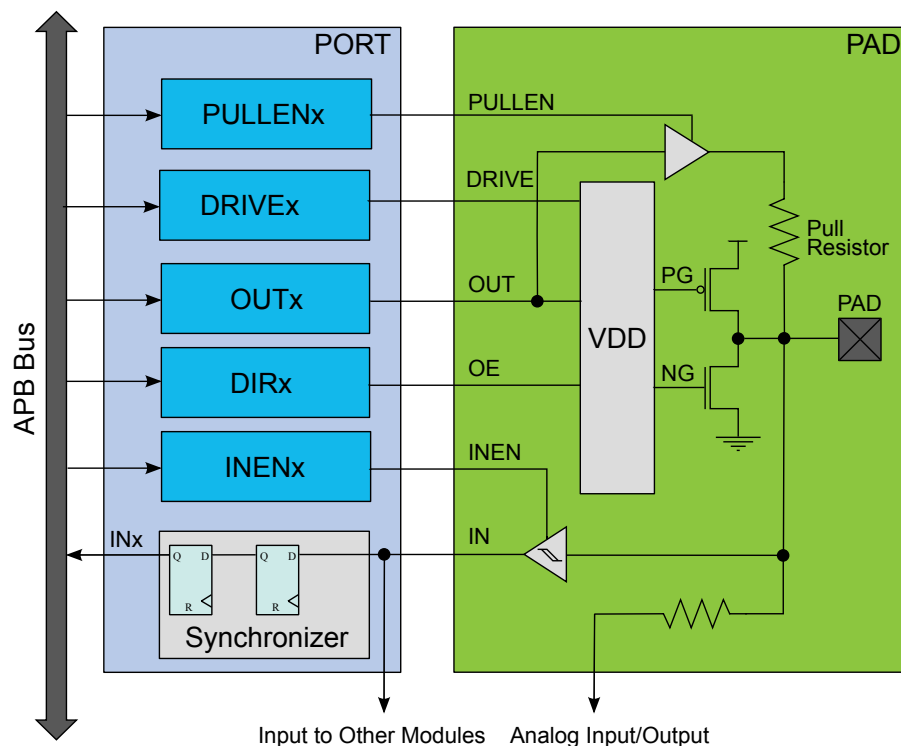 PORT
PAD
PULLENx
PULLEN
DRIVEx
DRIVE
Pull
Resistor
OUTx
OUT
PG
PAD
VDD
APB Bus
DIRx
OE
NG
INENx
INEN
INx
IN
Q
D
R
Q
D
R
Synchronizer
Input to Other Modules
Analog Input/Output